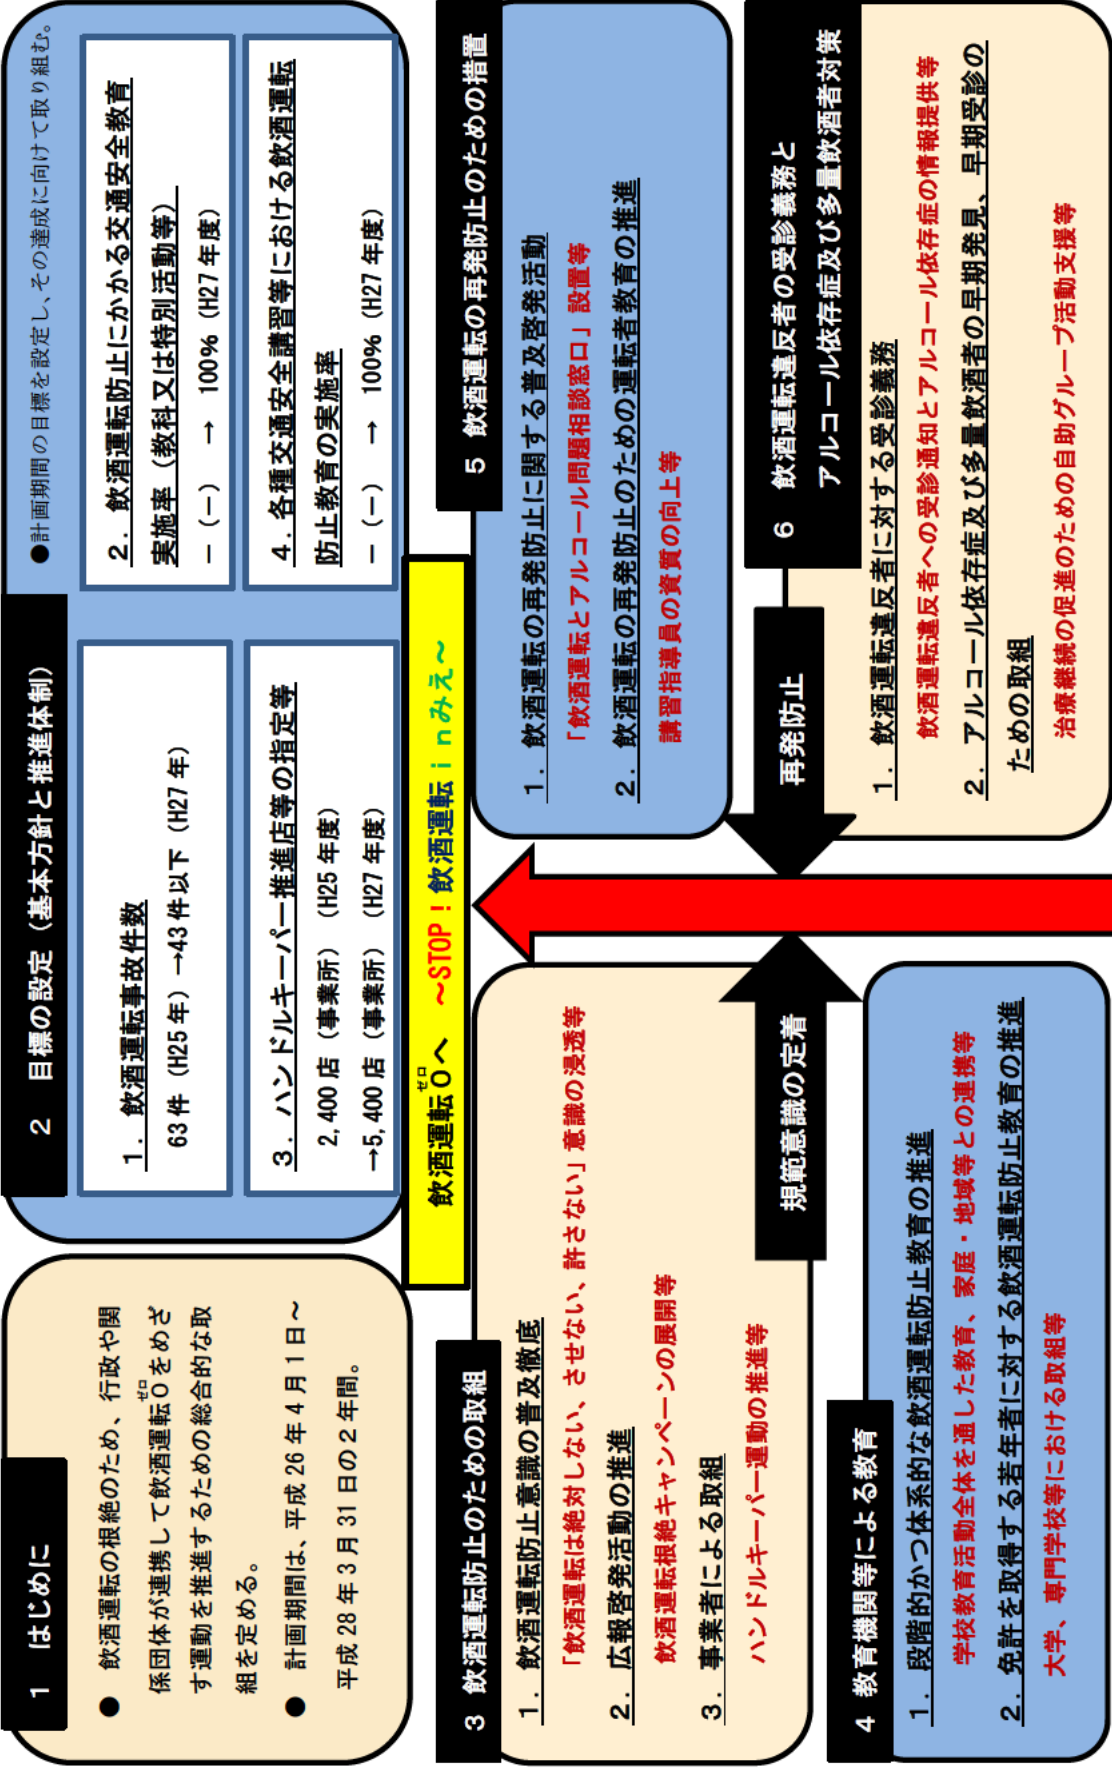 １　はじめに
●　飲酒運転の根絶のため、行政や関
係団体が連携して飲酒運転０ゼロをめざ
す運動を推進するための総合的な取
組を定める。
●　計画期間は、平成 26 年 4 月 1 日～
平成 28 年 3 月 31 日の２年間。
２　目標の設定（基本方針と推進体制）
●計画期間の目標を設定し、その達成に向けて取り組む。
１．飲酒運転事故件数
63 件（H25 年）→43 件以下（H27 年）
２．飲酒運転防止にかかる交通安全教育
実施率（教科又は特別活動等）
－（－）　→　100%（H27 年度）
３．ハンドルキーパー推進店等の指定等
2,400 店（事業所）（H25 年度）
→5,400 店（事業所）（H27 年度）
４．各種交通安全講習等における飲酒運転
防止教育の実施率
－（－）　→　100%（H27 年度）
飲酒運転０ゼロへ　～STOP！飲酒運転ｉｎみえ～
３　飲酒運転防止のための取組
１．飲酒運転防止意識の普及徹底
「飲酒運転は絶対しない、させない、許さない」意識の浸透等
２．広報啓発活動の推進
飲酒運転根絶キャンペーンの展開等
３．事業者による取組
ハンドルキーパー運動の推進等
規範意識の定着
４　教育機関等による教育
１．段階的かつ体系的な飲酒運転防止教育の推進
学校教育活動全体を通した教育、家庭・地域等との連携等
２．免許を取得する若年者に対する飲酒運転防止教育の推進
大学、専門学校等における取組等
５　飲酒運転の再発防止のための措置
１．飲酒運転の再発防止に関する普及啓発活動
「飲酒運転とアルコール問題相談窓口」設置等
２．飲酒運転の再発防止のための運転者教育の推進
講習指導員の資質の向上等
再発防止
６　飲酒運転違反者の受診義務と
アルコール依存症及び多量飲酒者対策
１．飲酒運転違反者に対する受診義務
飲酒運転違反者への受診通知とアルコール依存症の情報提供等
２．アルコール依存症及び多量飲酒者の早期発見、早期受診の
ための取組
治療継続の促進のための自助グループ活動支援等